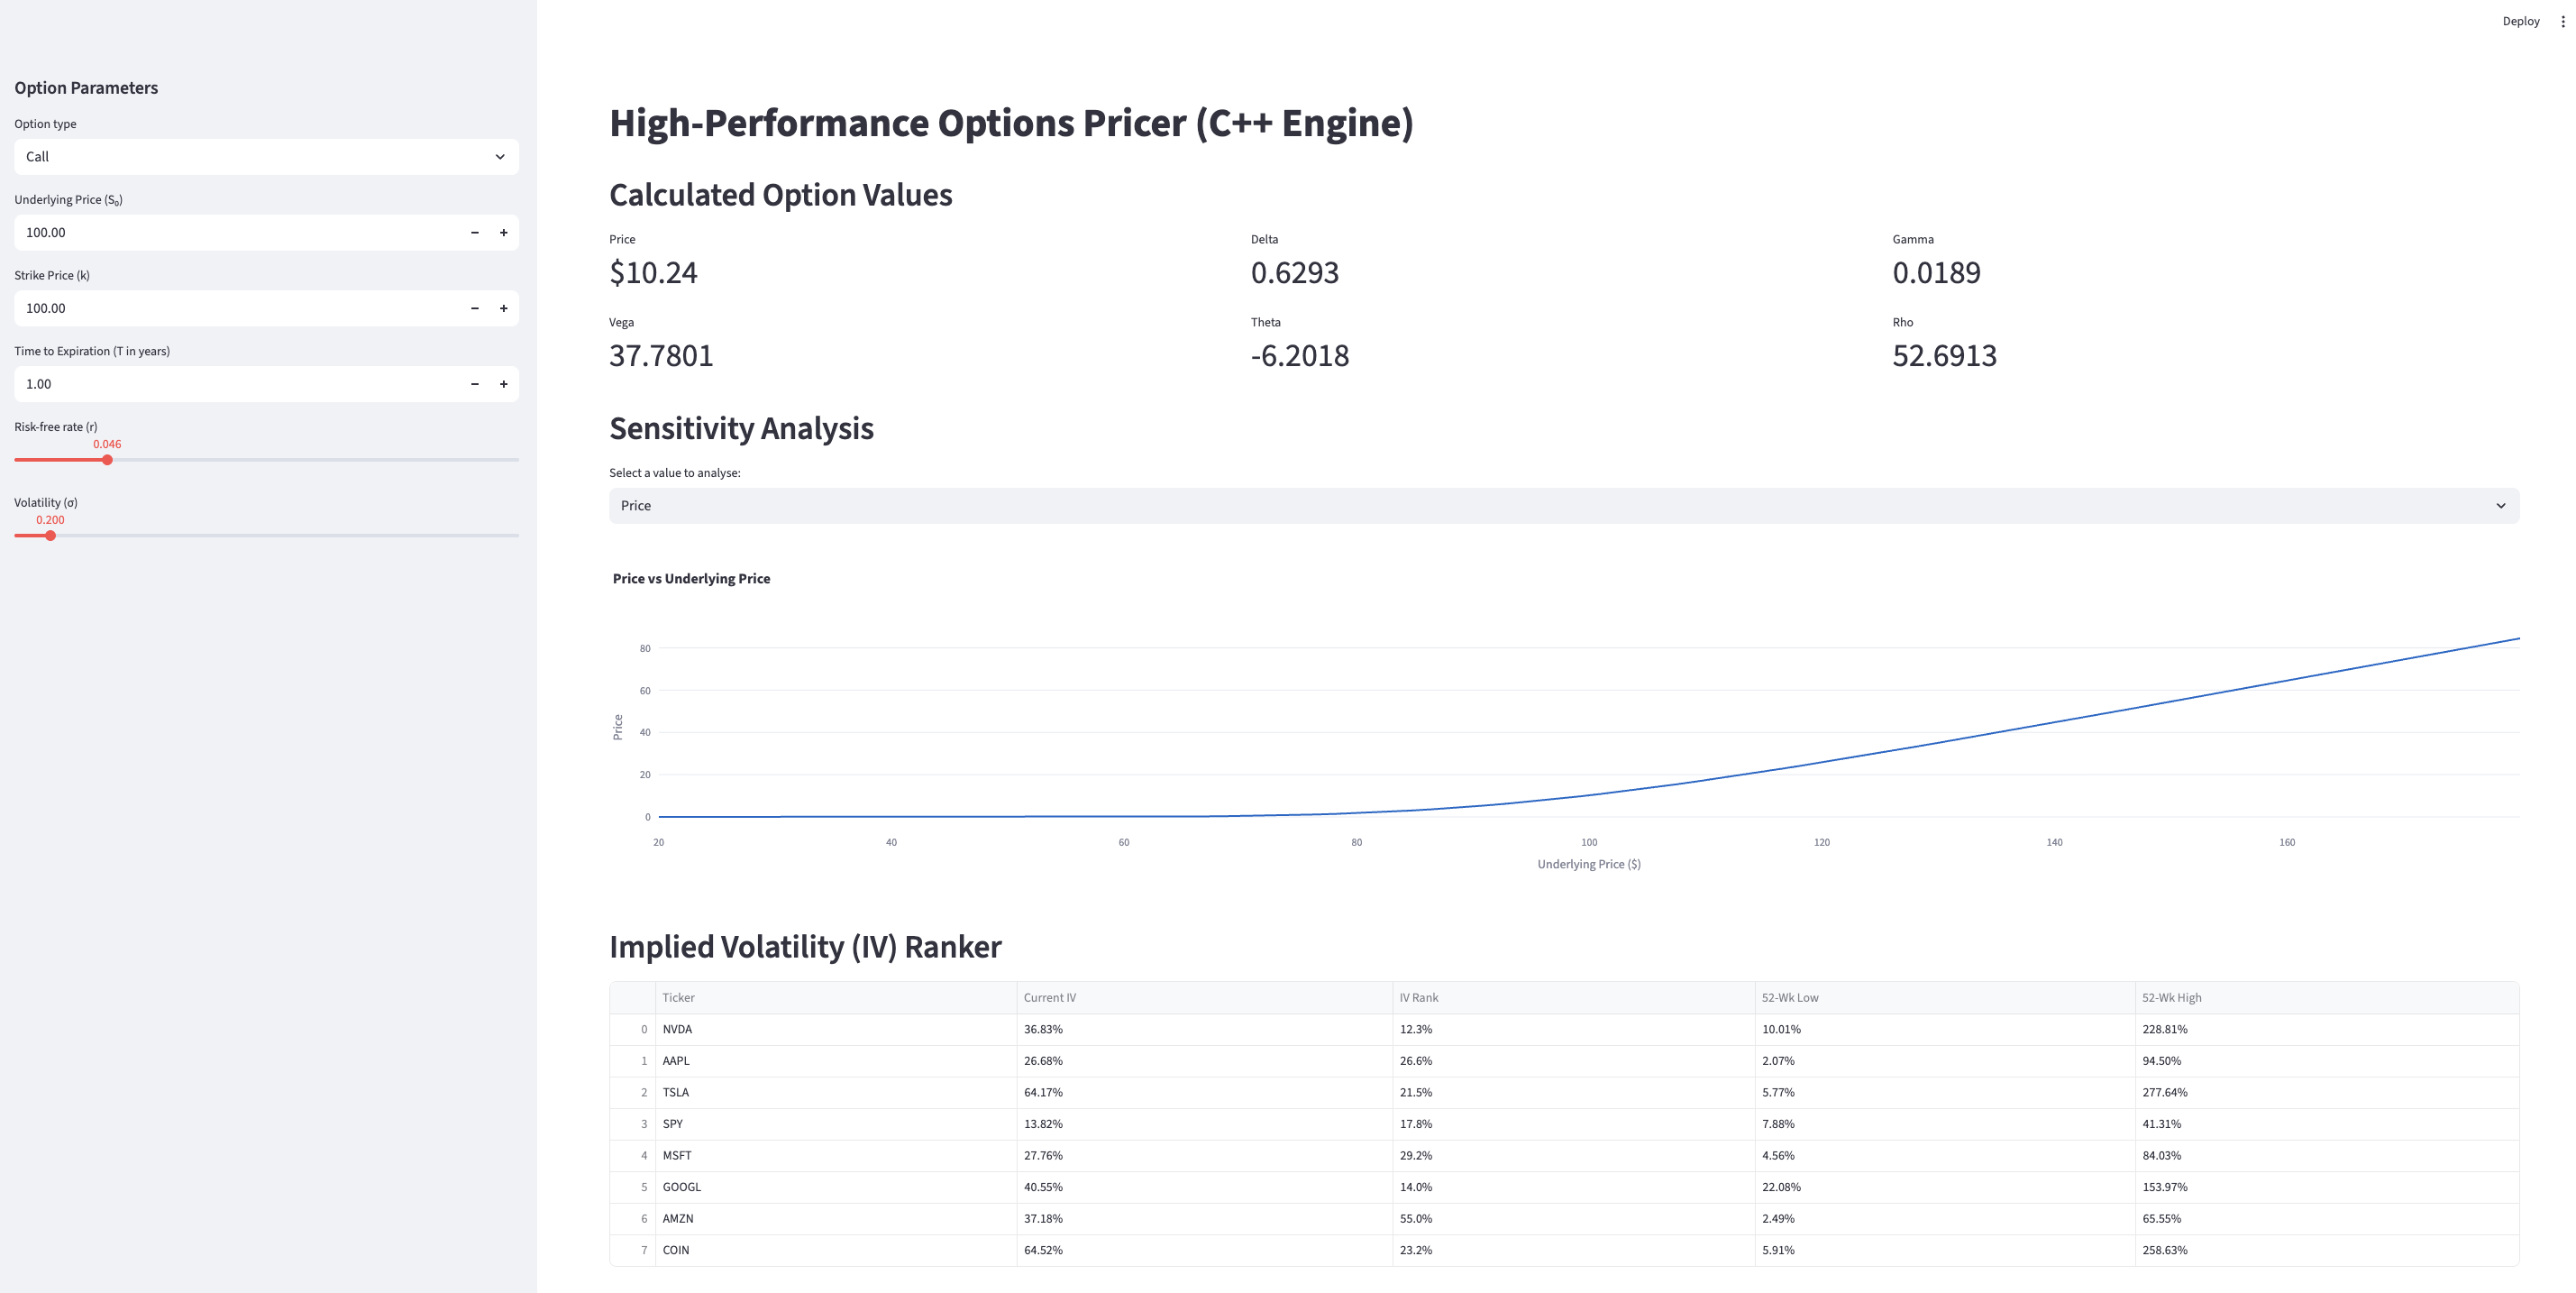 Deploy
Option Parameters
Option type
Call
Underlying Price (S₀)
100.00
Strike Price (k)
100.00
Time to Expiration (T in years)
1.00
Risk-free rate (r)
0.046
Volatility (σ)
0.200
High-Performance Options Pricer (C++ Engine)
Calculated Option Values
Price Delta Gamma
$10.24 0.6293 0.0189
Vega Theta Rho
37.7801 -6.2018 52.6913
Sensitivity Analysis
Select a value to analyse:
Price
Price vs Underlying Price
80
60
40
20
0
Price
20 40 60 80 100 120 140 160
Underlying Price ($)
Implied Volatility (IV) Ranker
Ticker Current IV IV Rank 52-Wk Low 52-Wk High
0 NVDA 36.83% 12.3% 10.01% 228.81%
1 AAPL 26.68% 26.6% 2.07% 94.50%
2 TSLA 64.17% 21.5% 5.77% 277.64%
3 SPY 13.82% 17.8% 7.88% 41.31%
4 MSFT 27.76% 29.2% 4.56% 84.03%
5 GOOGL 40.55% 14.0% 22.08% 153.97%
6 AMZN 37.18% 55.0% 2.49% 65.55%
7 COIN 64.52% 23.2% 5.91% 258.63%